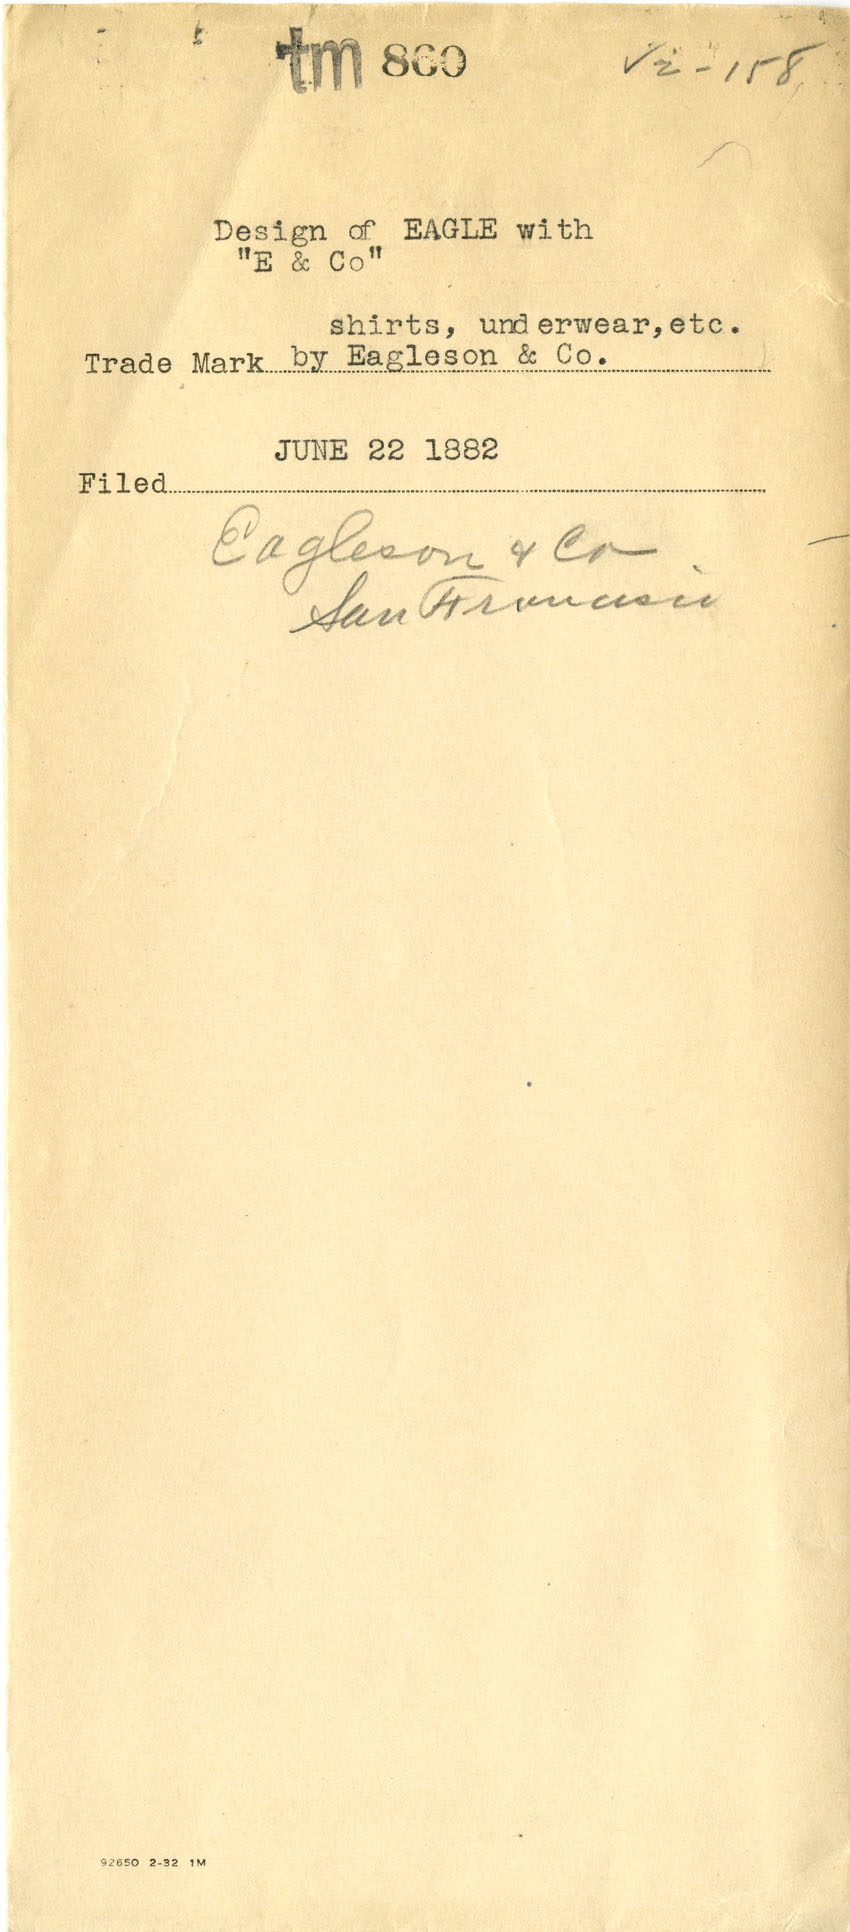 tm 860
√2-158
Design of EAGLE with
"E & Co"
shirts, underwear,etc.
Trade Mark by Eagleson & Co.
JUNE 22 1882
Filed
Eagleson & Co
San Francisco
92650 2-32 1M